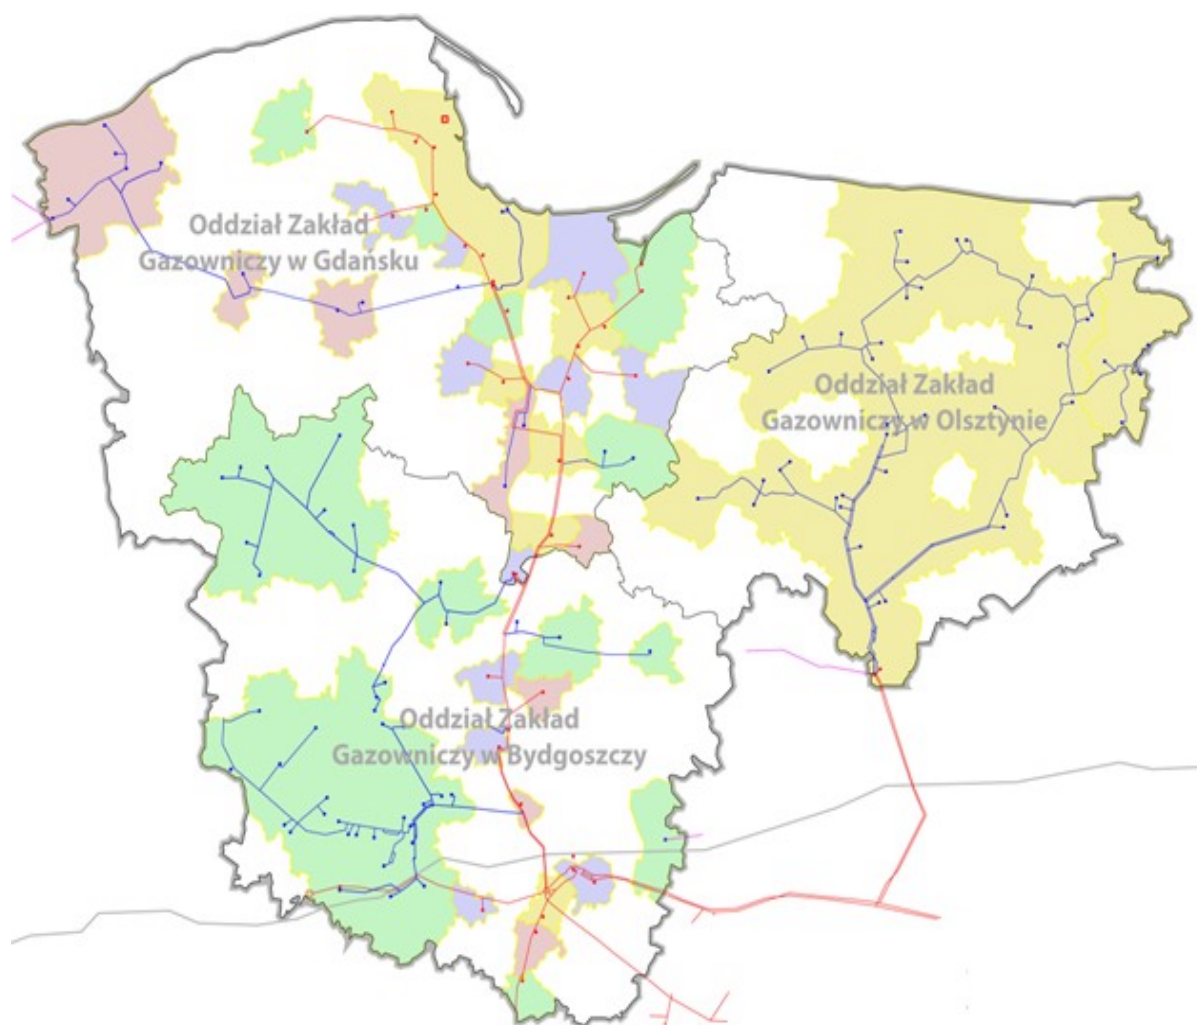 Oddział Zakład
Gazowniczy w Gdańsku
Oddział Zakład
Gazowniczy w Olsztynie
Oddział Zakład
Gazowniczy w Bydgoszczy